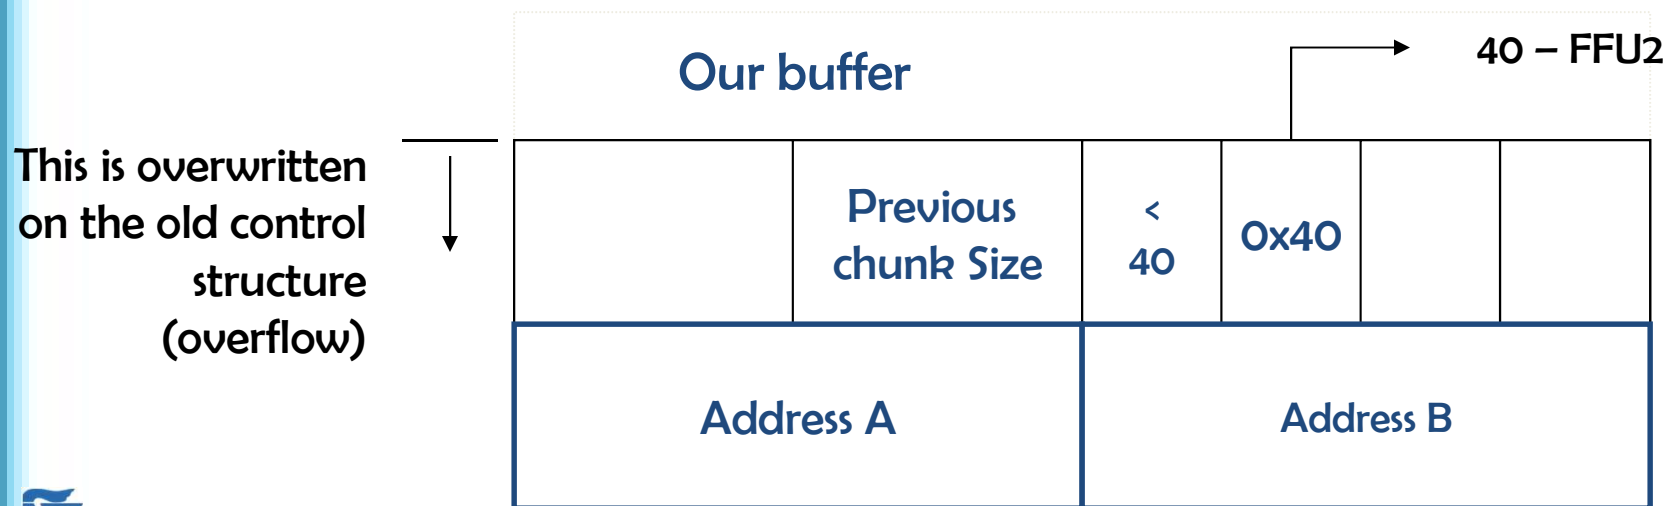 Our buffer
40 – FFU2
This is overwritten
on the old control
structure
(overflow)
Previous
chunk Size
<
40
0x40
Address A
Address B